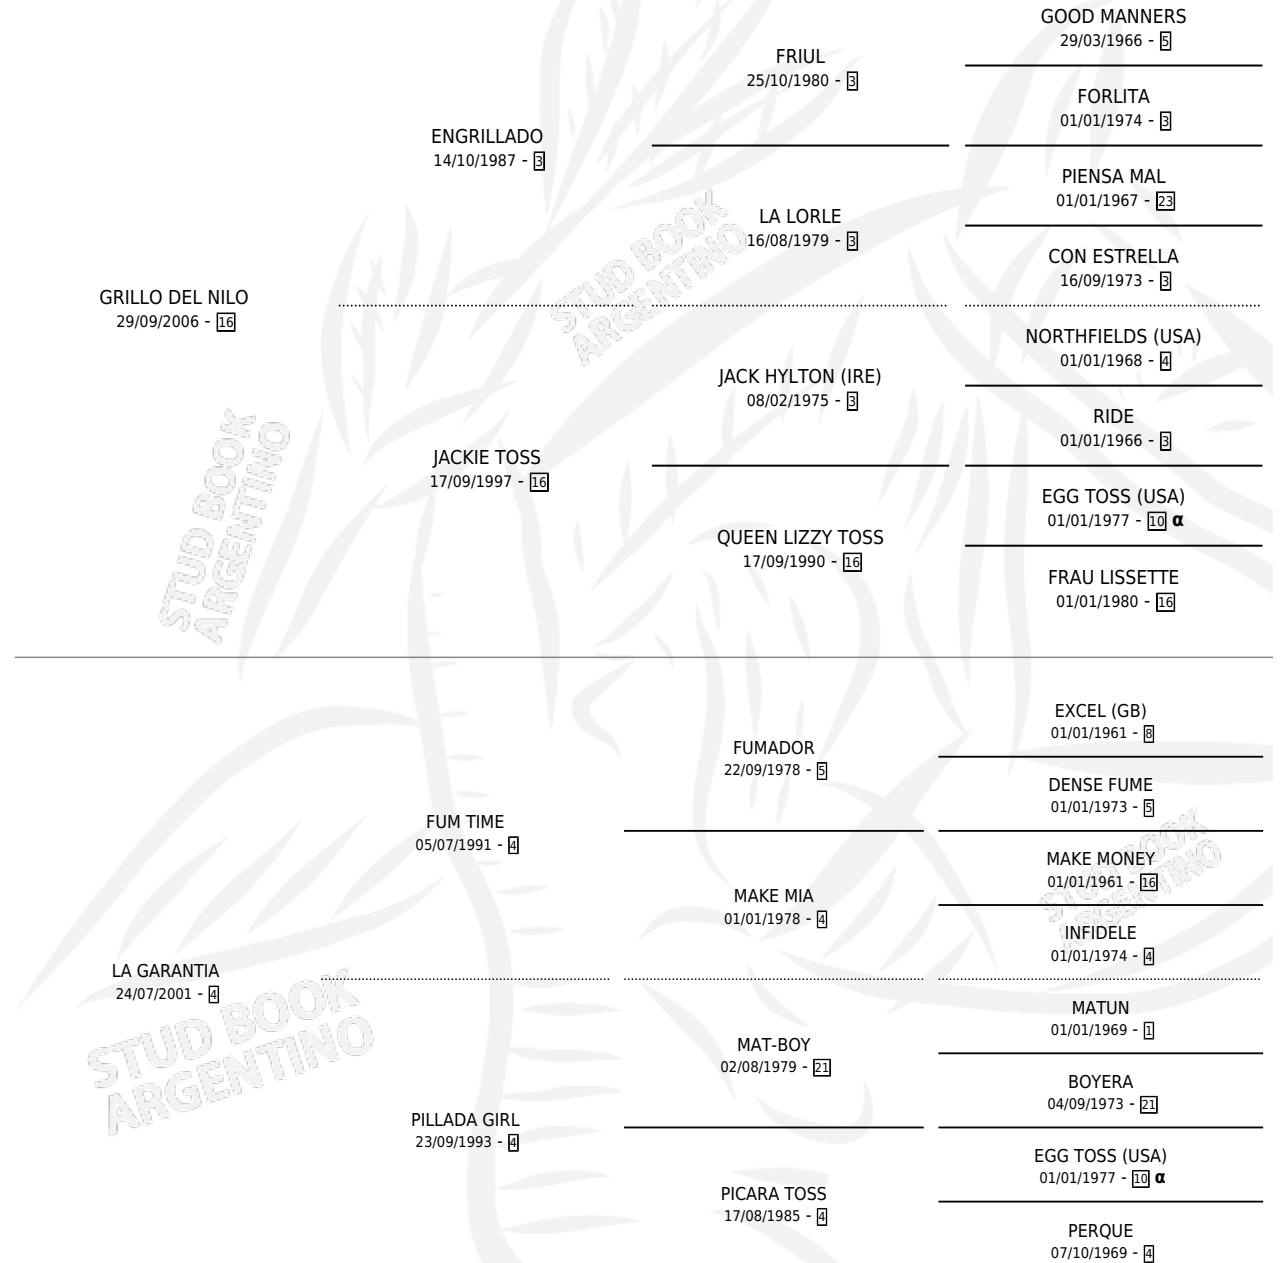 GOOD MANNERS
29/03/1966 - 5
FRIUL
25/10/1980 - 3
FORLITA
01/01/1974 - 3
ENGRILLADO
14/10/1987 - 3
PIENSA MAL
01/01/1967 - 23
LA LORLE
16/08/1979 - 3
CON ESTRELLA
16/09/1973 - 3
GRILLO DEL NILO
29/09/2006 - 16
NORTHFIELDS (USA)
01/01/1968 - 4
JACK HYLTON (IRE)
08/02/1975 - 3
RIDE
01/01/1966 - 3
JACKIE TOSS
17/09/1997 - 16
EGG TOSS (USA)
01/01/1977 - 10 α
QUEEN LIZZY TOSS
17/09/1990 - 16
FRAU LISSETTE
01/01/1980 - 16
EXCEL (GB)
01/01/1961 - 8
FUMADOR
22/09/1978 - 5
DENSE FUME
01/01/1973 - 5
FUM TIME
05/07/1991 - 4
MAKE MONEY
01/01/1961 - 16
MAKE MIA
01/01/1978 - 4
INFIDELE
01/01/1974 - 4
LA GARANTIA
24/07/2001 - 4
MATUN
01/01/1969 - 1
MAT-BOY
02/08/1979 - 21
BOYERA
04/09/1973 - 21
PILLADA GIRL
23/09/1993 - 4
EGG TOSS (USA)
01/01/1977 - 10 α
PICARA TOSS
17/08/1985 - 4
PERQUE
07/10/1969 - 4
STUD BOOK
ARGENTINO
STUD BOOK
ARGENTINO
STUD BOOK
ARGENTINO
STUD BOOK
ARGENTINO